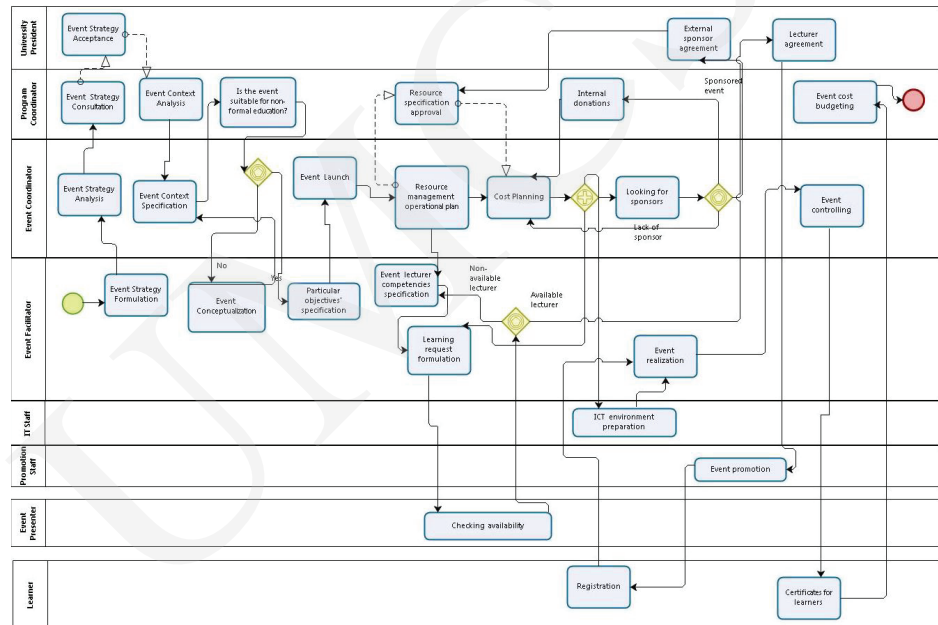 University
President
Event Strategy
Acceptance
External
sponsor
agreement
Lecturer
agreement
Program
Coordinator
Event Strategy
Consultation
Event Context
Analysis
Is the event
suitable for non-
formal education?
Resource
specification
approval
Internal
donations
Sponsored
event
Event cost
budgeting
Event Coordinator
Event Strategy
Analysis
Event Context
Specification
Event Launch
Resource
management
operational plan
Cost Planning
Looking for
sponsors
Lack of
sponsor
Event
controlling
Event Facilitator
Event Strategy
Formulation
No
Event
Conceptualization
Yes
Particular
objectives'
specification
Event lecturer
competencies
specification
Non-
available
lecturer
Available
lecturer
Learning
request
formulation
Event
realization
IT Staff
ICT environment
preparation
Promotion
Staff
Event promotion
Event
Presenter
Checking availability
Learner
Registration
Certificates for
learners
UMCS